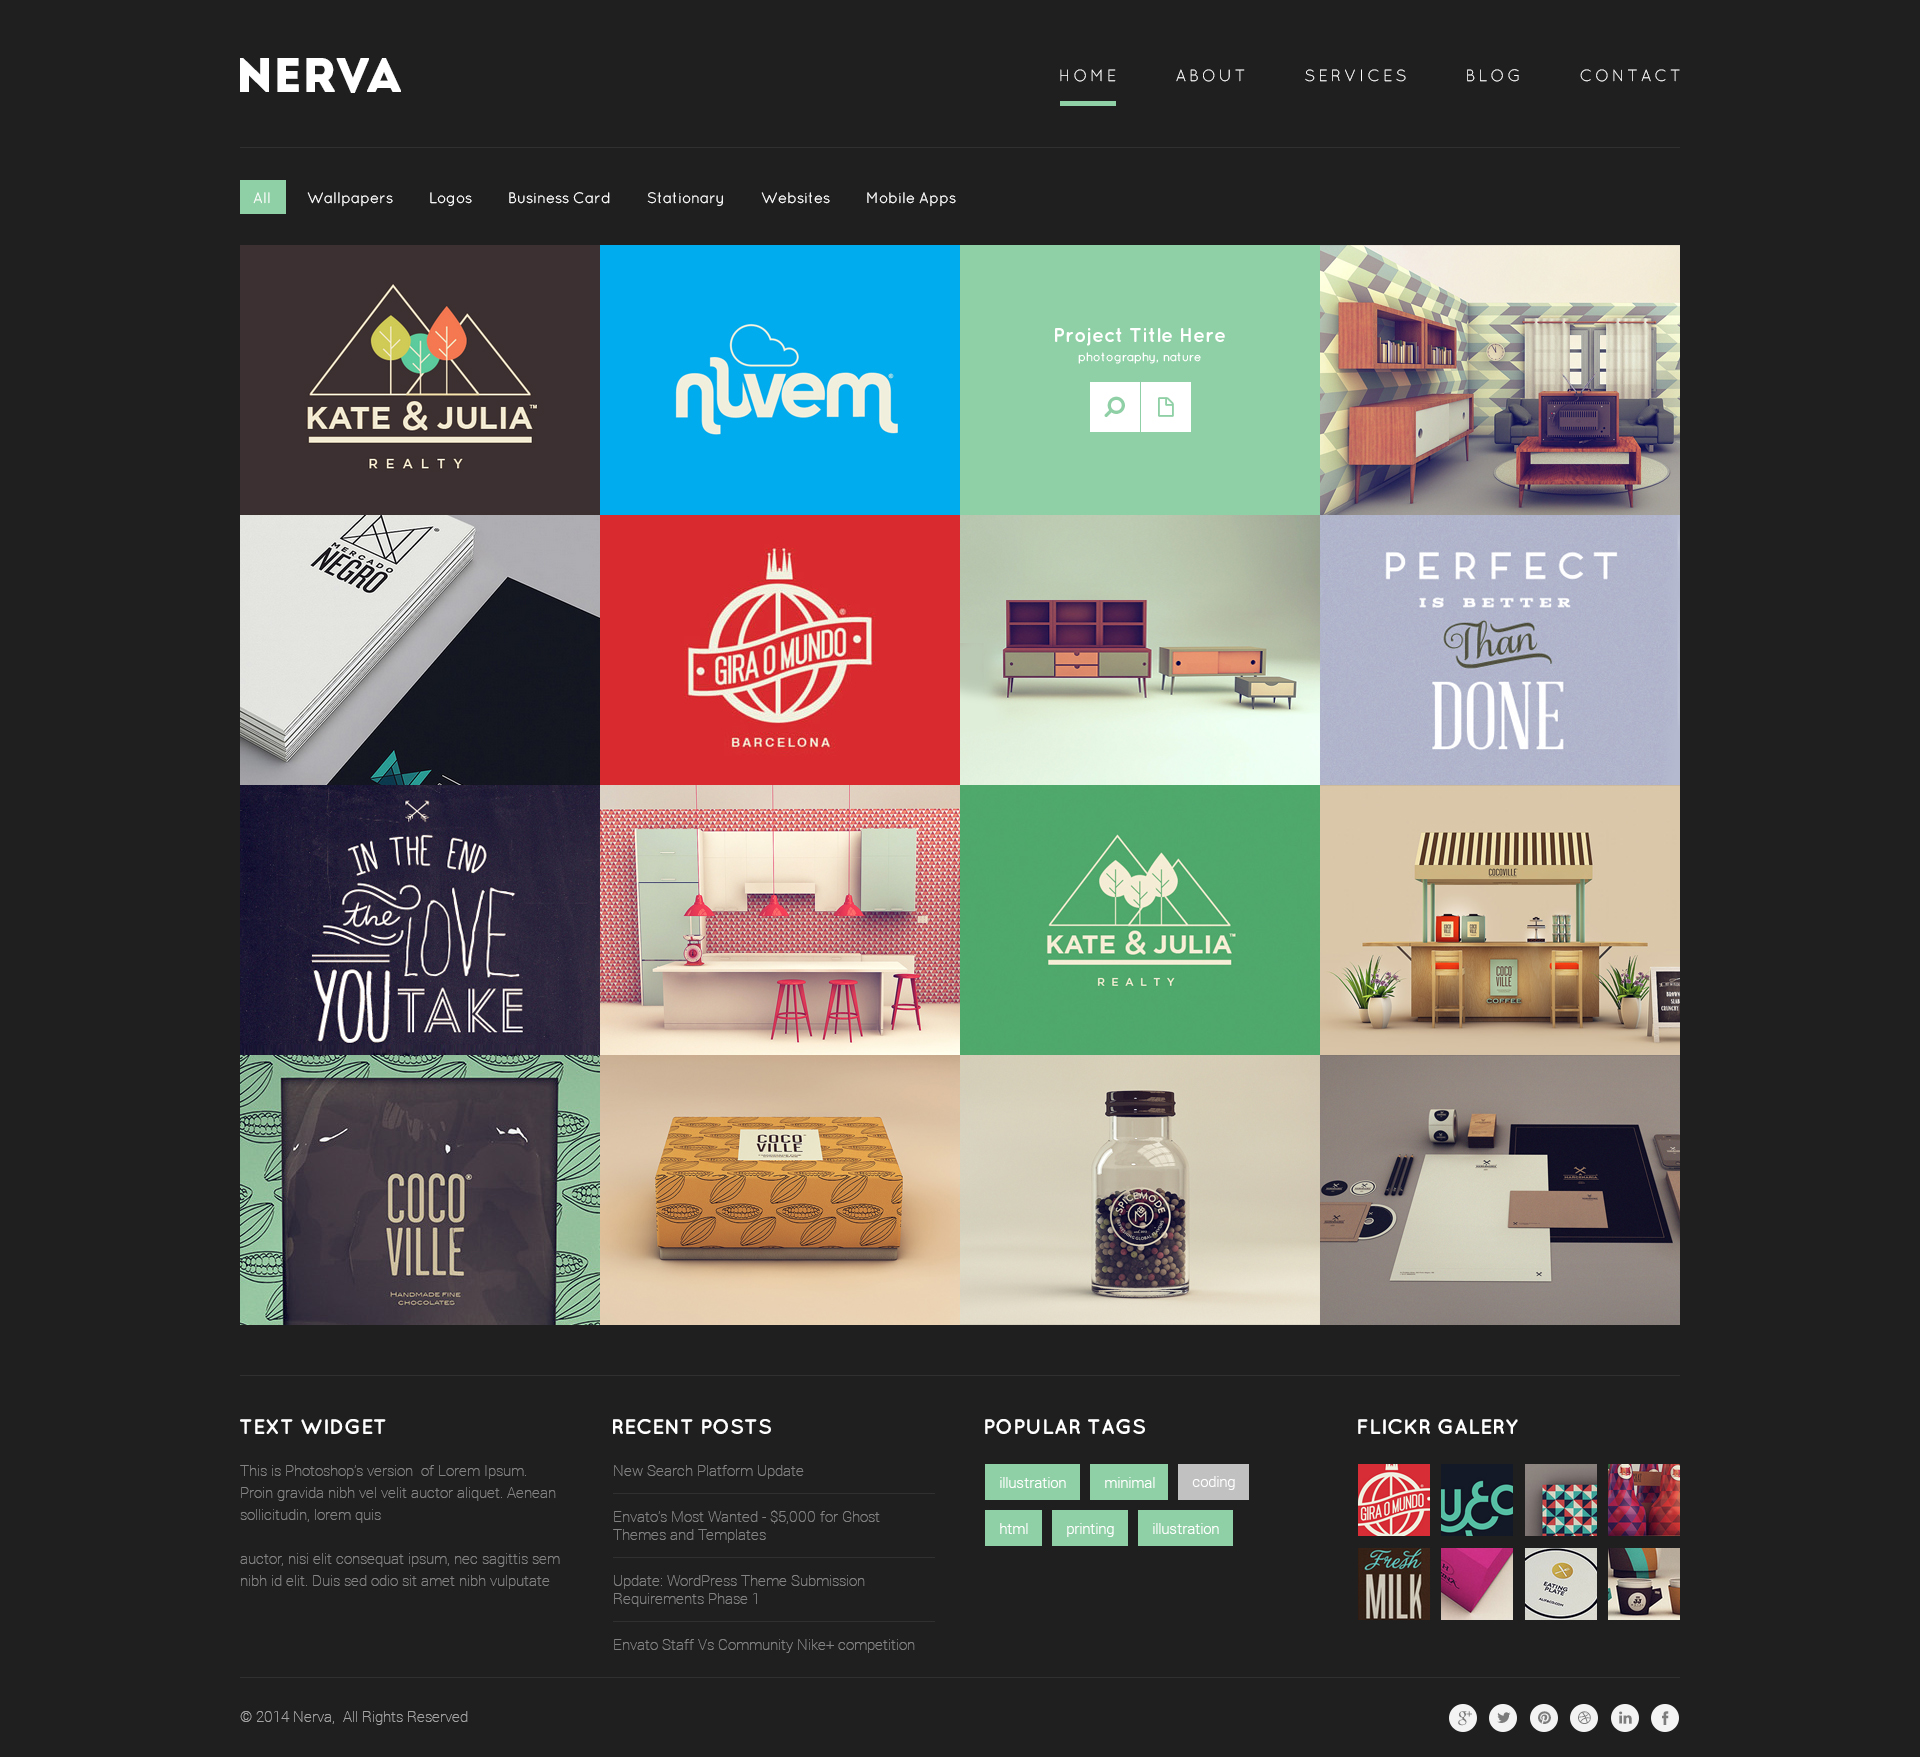 NERVA
HOME ABOUT SERVICES BLOG CONTACT
All Wallpapers Logos Business Card Stationary Websites Mobile Apps
KATE & JULIA™
REALTY
nuvem®
Project Title Here
photography, nature
MERCADO
NEGRO
®
GIRA O MUNDO
®
BARCELONA
PERFECT
IS BETTER
Than
DONE
IN THE END
the LOVE
YOU TAKE
KATE & JULIA™
REALTY
COCOVILLE
COCO
VILLE
COFFEE
COCO®
VILLE
HANDMADE FINE
CHOCOLATES
COCO
VILLE
SPICEMODE
M
TEXT WIDGET
This is Photoshop's version  of Lorem Ipsum.
Proin gravida nibh vel velit auctor aliquet. Aenean
sollicitudin, lorem quis
auctor, nisi elit consequat ipsum, nec sagittis sem
nibh id elit. Duis sed odio sit amet nibh vulputate
RECENT POSTS
New Search Platform Update
Envato's Most Wanted - $5,000 for Ghost
Themes and Templates
Update: WordPress Theme Submission
Requirements Phase 1
Envato Staff Vs Community Nike+ competition
POPULAR TAGS
illustration minimal coding
html printing illustration
FLICKR GALERY
GIRA O MUNDO
Fresh
MILK
EATING
PLATE
© 2014 Nerva,  All Rights Reserved